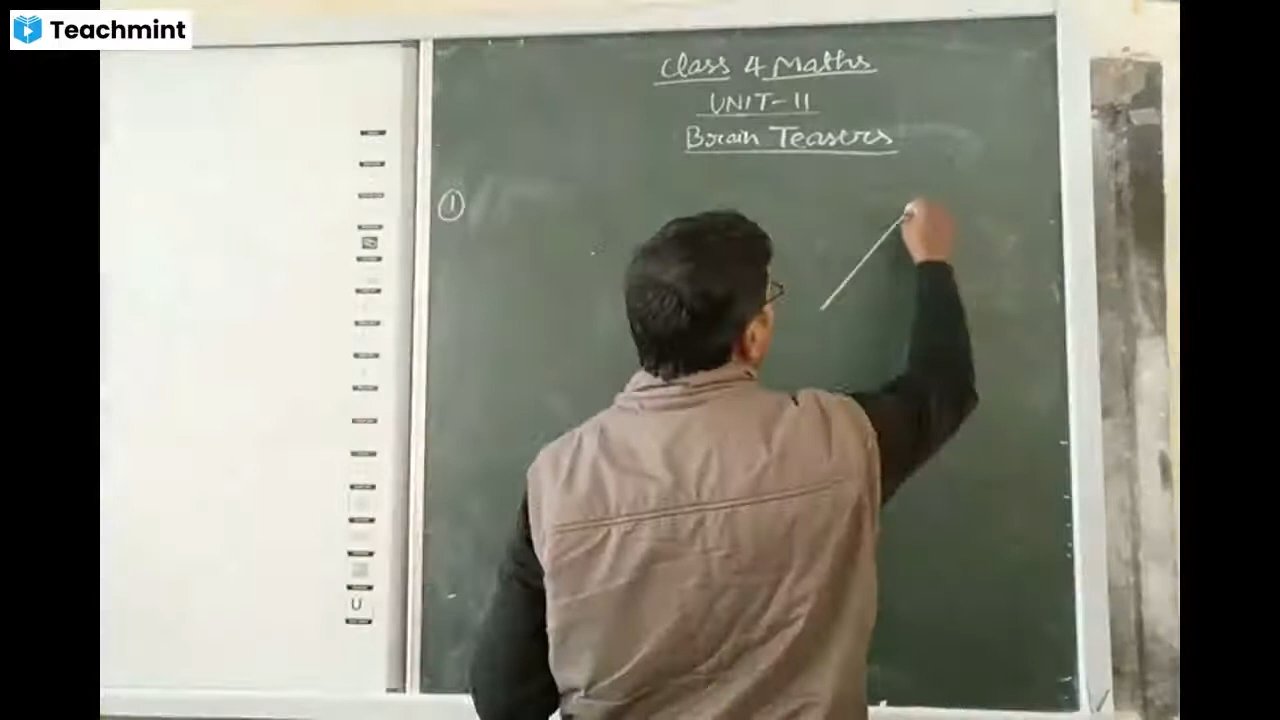 Teachmint
Class 4 Maths
UNIT-11
Brain Teasers
1
U